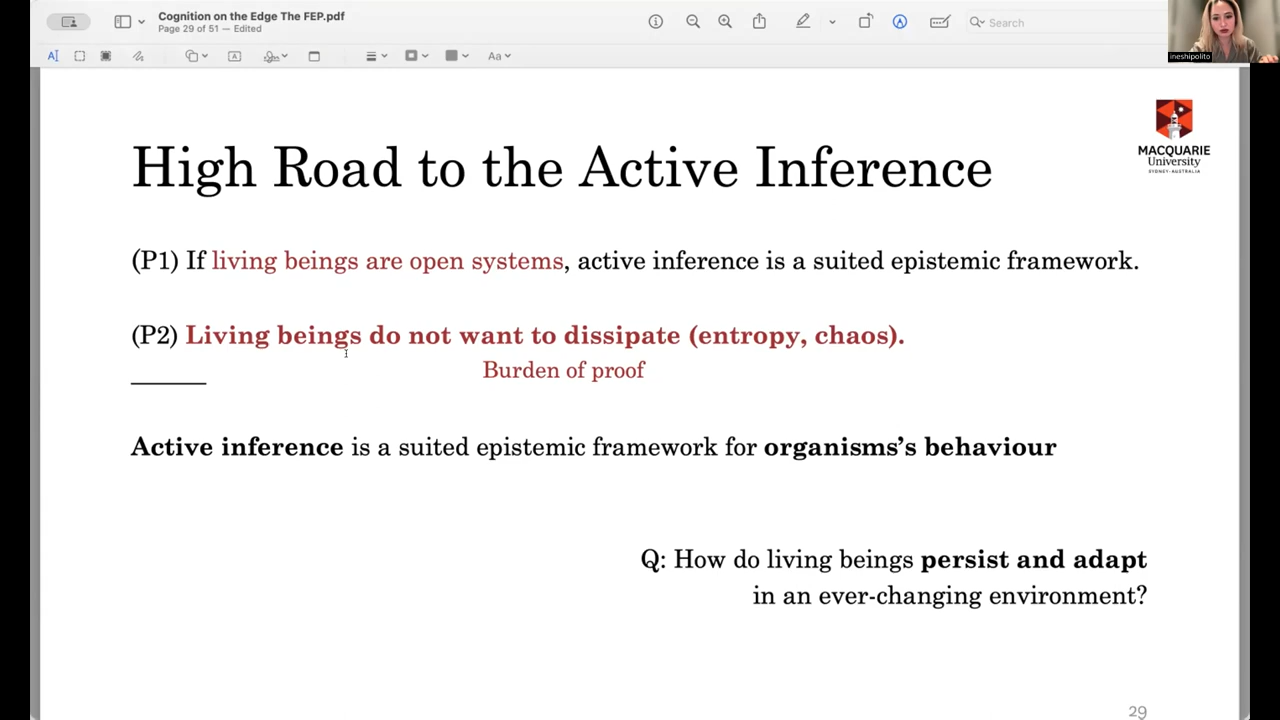 Cognition on the Edge The FEP.pdf
Page 29 of 51 — Edited
Search
ineshipolito
Aa
MACQUARIE
University
SYDNEY·AUSTRALIA
High Road to the Active Inference
(P1) If living beings are open systems, active inference is a suited epistemic framework.
(P2) Living beings do not want to dissipate (entropy, chaos).
Burden of proof
Active inference is a suited epistemic framework for organisms's behaviour
Q: How do living beings persist and adapt
in an ever-changing environment?
29